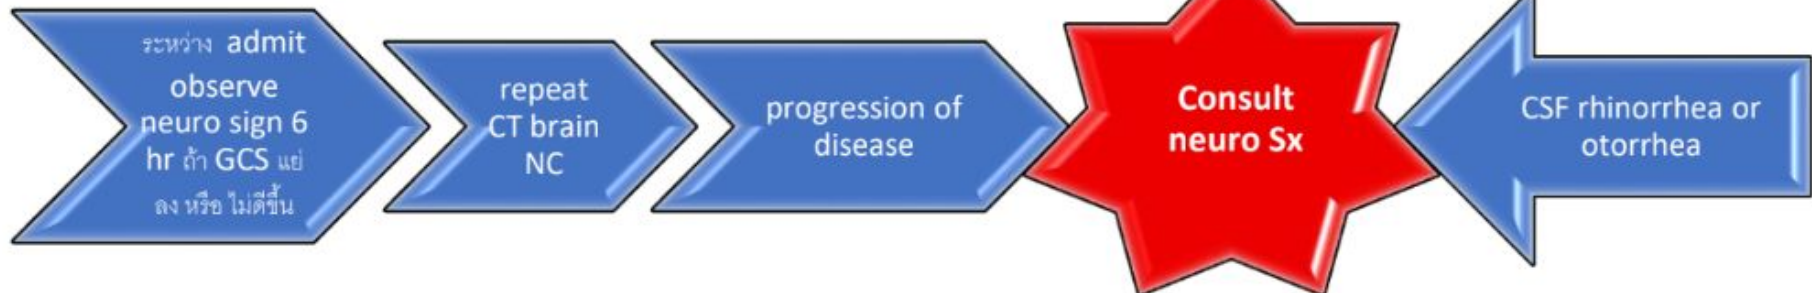 ระหว่าง admit
observe
neuro sign 6
hr ถ้า GCS แย่
ลง หรือ ไม่ดีขึ้น
repeat
CT brain
NC
progression of
disease
Consult
neuro Sx
CSF rhinorrhea or
otorrhea